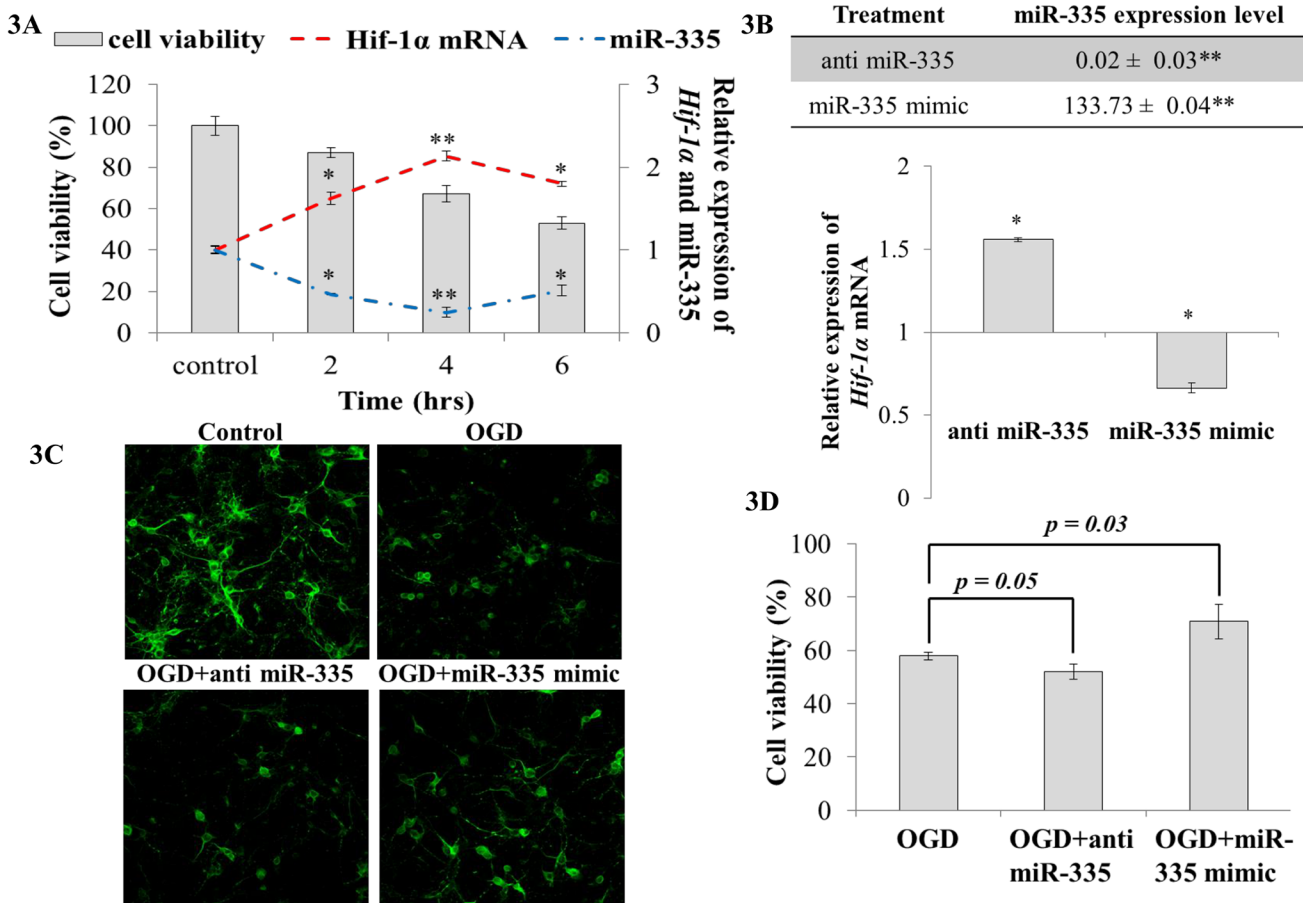 3A
cell viability
Hif-1α mRNA
miR-335
Cell viability (%)
120
100
80
60
40
20
0
3
2
1
0
Relative expression of
Hif-1α and miR-335
*
**
*
*
**
*
control
2
4
6
Time (hrs)
3B
Treatment
miR-335 expression level
anti miR-335
0.02 ± 0.03**
miR-335 mimic
133.73 ± 0.04**
Relative expression of
Hif-1α mRNA
2
1.5
1
0.5
0
*
*
anti miR-335
miR-335 mimic
3C
Control
OGD
OGD+anti miR-335
OGD+miR-335 mimic
3D
Cell viability (%)
100
80
60
40
20
0
p = 0.03
p = 0.05
OGD
OGD+anti
miR-335
OGD+miR-
335 mimic